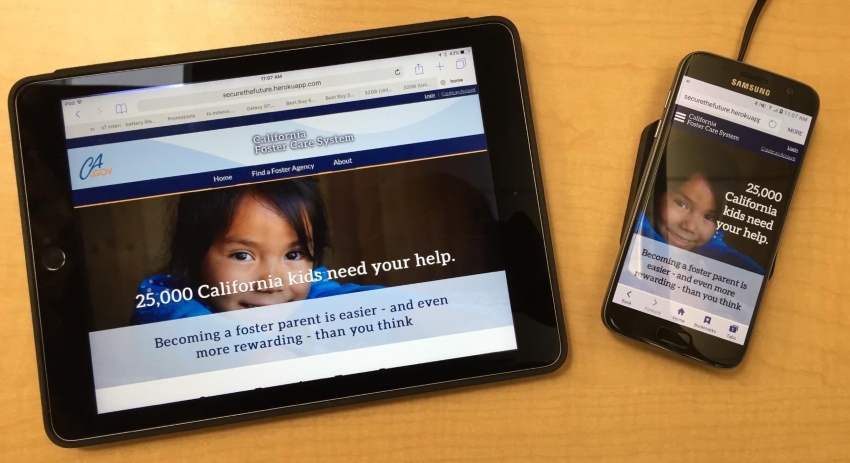 iPad
11:07 AM
43%
securethefuture.herokuapp.com
Promotions
Best Buy
home
Login | Create an Account
CA
.GOV
California
Foster Care System
Home Find a Foster Agency About
25,000 California kids need your help.
Becoming a foster parent is easier - and even
more rewarding - than you think
SAMSUNG
11:07 AM
securethefuture.herokuapp
MORE
California
Foster Care System
Login
Create an Account
25,000
California
kids need
your help.
Becoming a foster parent
is easier - and even
more rewarding -
than you think
Back
Forward
Home
Bookmarks
Tabs